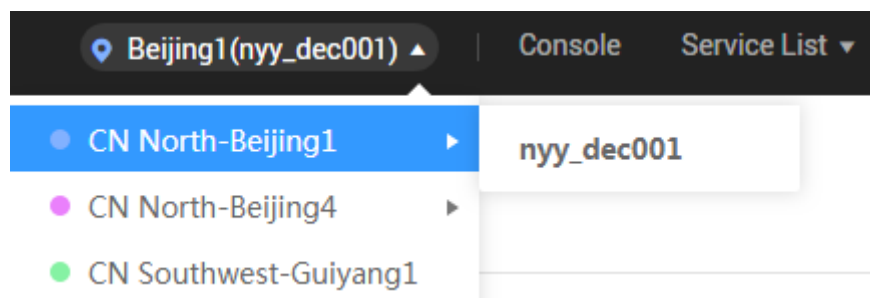 Beijing1(nyy_dec001) Console Service List
CN North-Beijing1 nyy_dec001
CN North-Beijing4
CN Southwest-Guiyang1